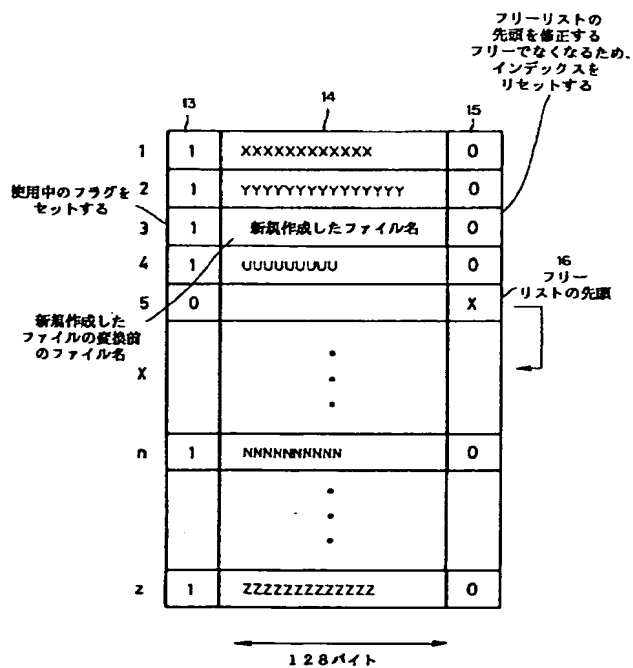 フリーリストの
先頭を修正する
フリーでなくなるため、
インデックスを
リセットする
13 14 15
1 1 XXXXXXXXXXXX 0
2 1 YYYYYYYYYYYYYYY 0
使用中のフラグを
セットする
3 1 新規作成したファイル名 0
4 1 UUUUUUUUU 0
16
フリー
リストの先頭
5 0 X
新規作成した
ファイルの変換前
のファイル名
X
n 1 NNNNNNNNNN 0
z 1 ZZZZZZZZZZZZZ 0
128バイト